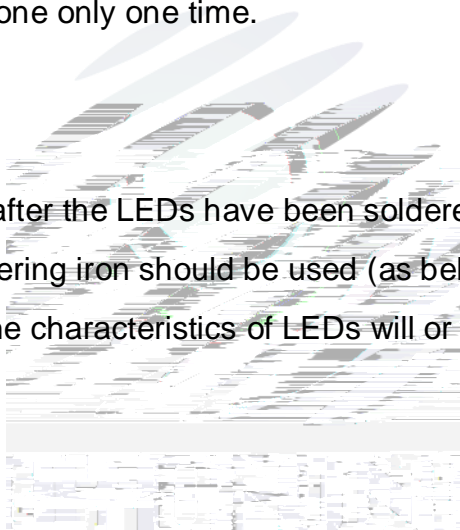 one only one time.
after the LEDs have been soldere
ering iron should be used (as bel
e characteristics of LEDs will or